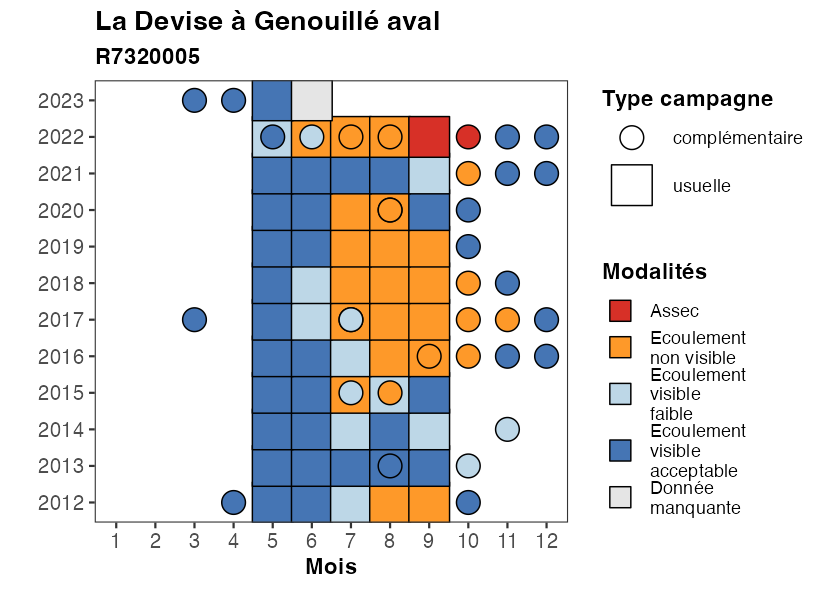 La Devise à Genouillé aval
R7320005
2023
2022
2021
2020
2019
2018
2017
2016
2015
2014
2013
2012
1 2 3 4 5 6 7 8 9 10 11 12
Mois
Type campagne
complémentaire
usuelle
Modalités
Assec
Ecoulement
non visible
Ecoulement
visible
faible
Ecoulement
visible
acceptable
Donnée
manquante